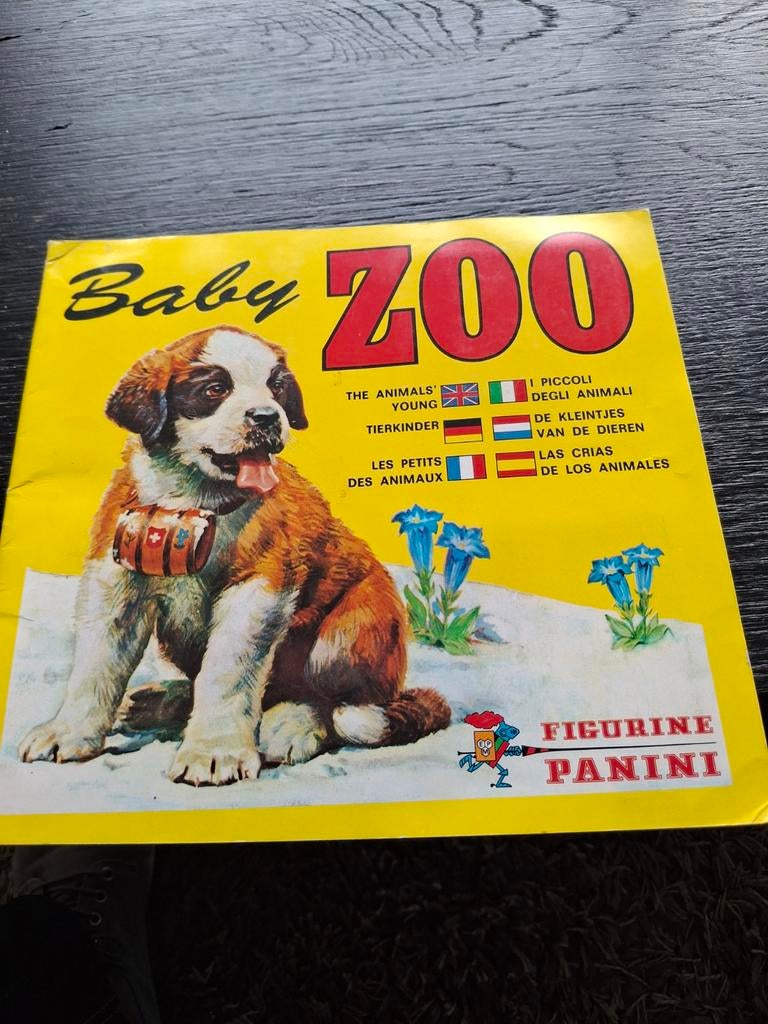 Baby ZOO
THE ANIMALS'
YOUNG
I PICCOLI
DEGLI ANIMALI
TIERKINDER
DE KLEINTJES
VAN DE DIEREN
LES PETITS
DES ANIMAUX
LAS CRIAS
DE LOS ANIMALES
FIGURINE
PANINI